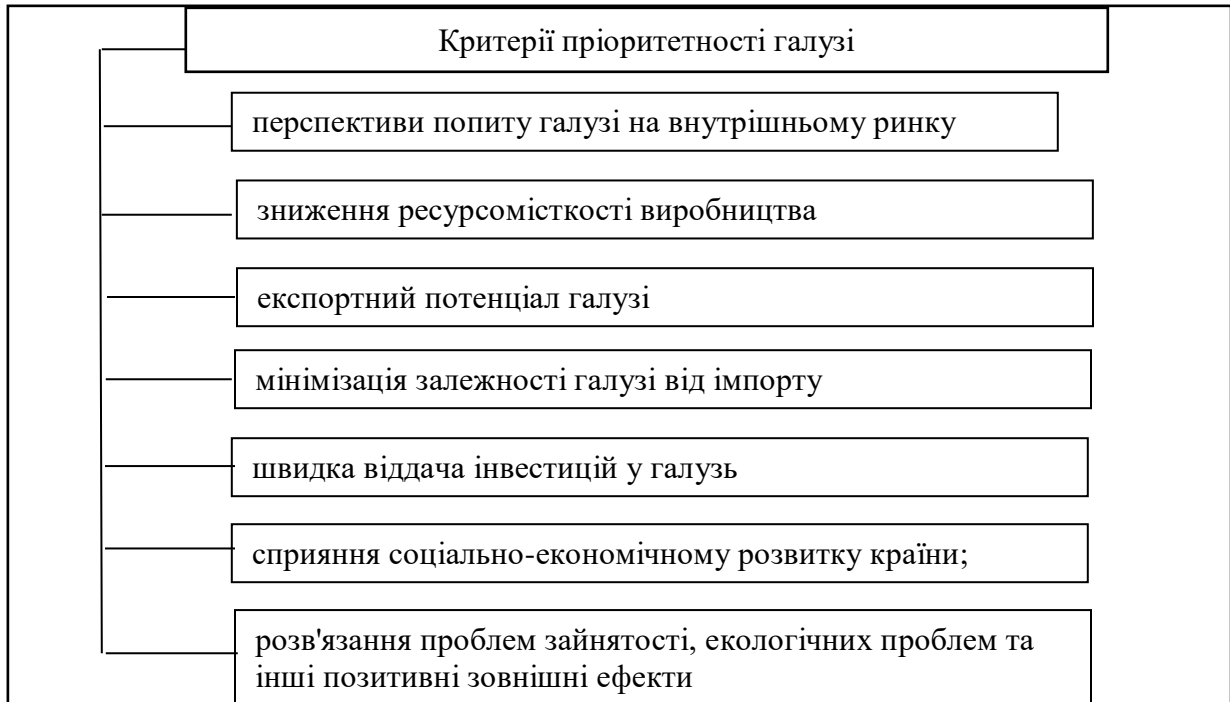 Критерії пріоритетності галузі
перспективи попиту галузі на внутрішньому ринку
зниження ресурсомісткості виробництва
експортний потенціал галузі
мінімізація залежності галузі від імпорту
швидка віддача інвестицій у галузь
сприяння соціально-економічному розвитку країни;
розв'язання проблем зайнятості, екологічних проблем та
інші позитивні зовнішні ефекти